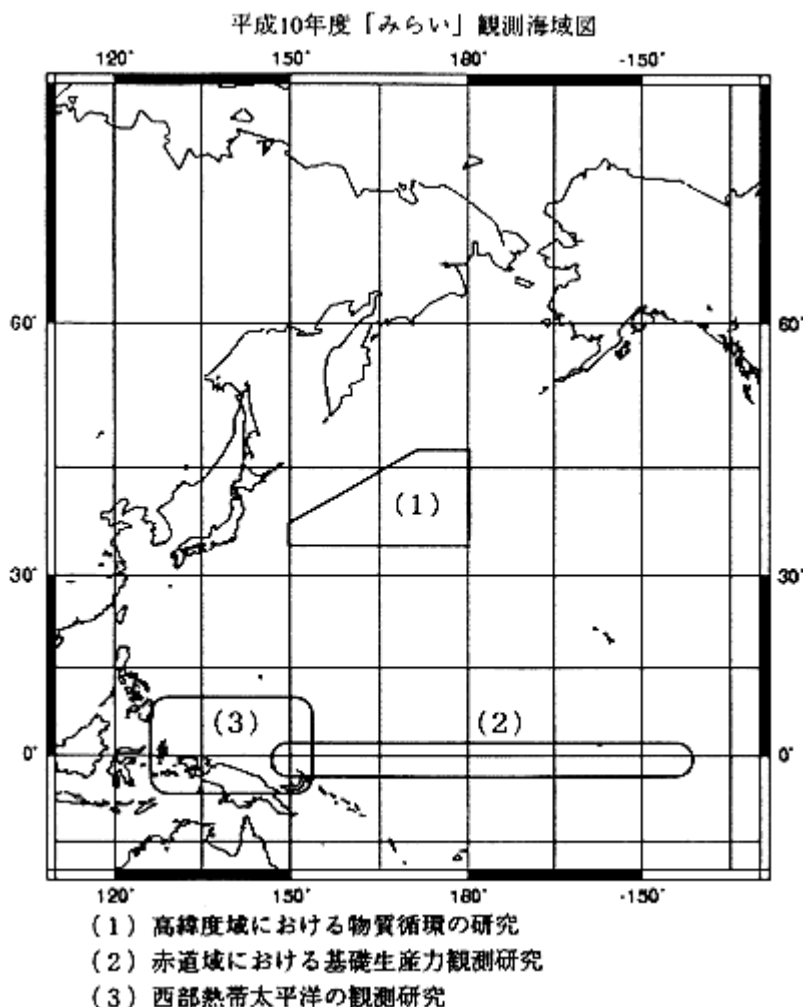 平成10年度「みらい」観測海域図
120° 150° 180° -150°
60° 60°
(1)
30° 30°
(3) (2)
0° 0°
120° 150° 180° -150°
(1) 高緯度域における物質循環の研究
(2) 赤道域における基礎生産力観測研究
(3) 西部熱帯太平洋の観測研究